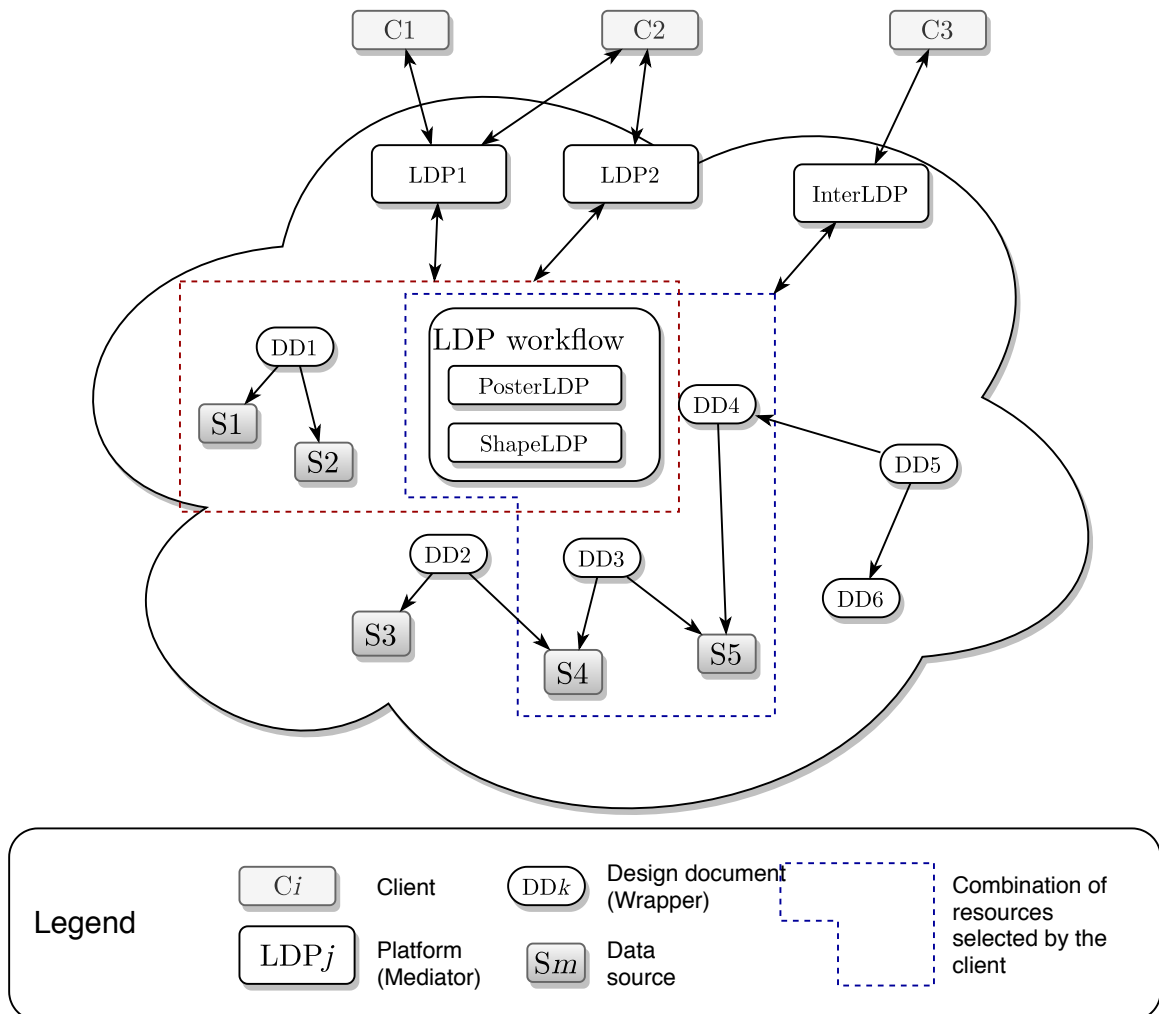 C1
C2
C3
LDP1
LDP2
InterLDP
LDP workflow
DD1
PosterLDP
DD4
S1
ShapeLDP
S2
DD5
DD2
DD3
DD6
S3
S4
S5
Legend
Ci
Client
LDPj
Platform
(Mediator)
DDk
Design document
(Wrapper)
Sm
Data
source
Combination of
resources
selected by the
client